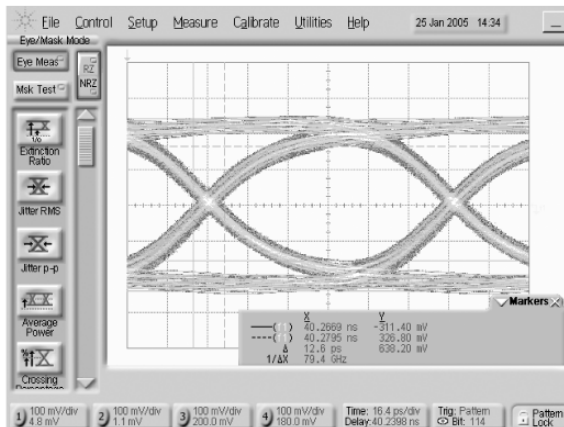 File Control Setup Measure Calibrate Utilities Help 25 Jan 2005 14:34
Eye/Mask Mode
Eye Meas
RZ
NRZ
Msk Test
Extinction
Ratio
Jitter RMS
Jitter p-p
Average
Power
Crossing
Markers
X Y
40.2669 ns -311.40 mV
40.2795 ns 326.80 mV
Δ 12.6 ps 638.20 mV
1/ΔX 79.4 GHz
1) 100 mV/div
4.8 mV
2) 100 mV/div
1.1 mV
3) 100 mV/div
200.0 mV
4) 100 mV/div
180.0 mV
Time: 16.4 ps/div
Delay:40.2398 ns
Trig: Pattern
Bit: 114
Pattern
Lock